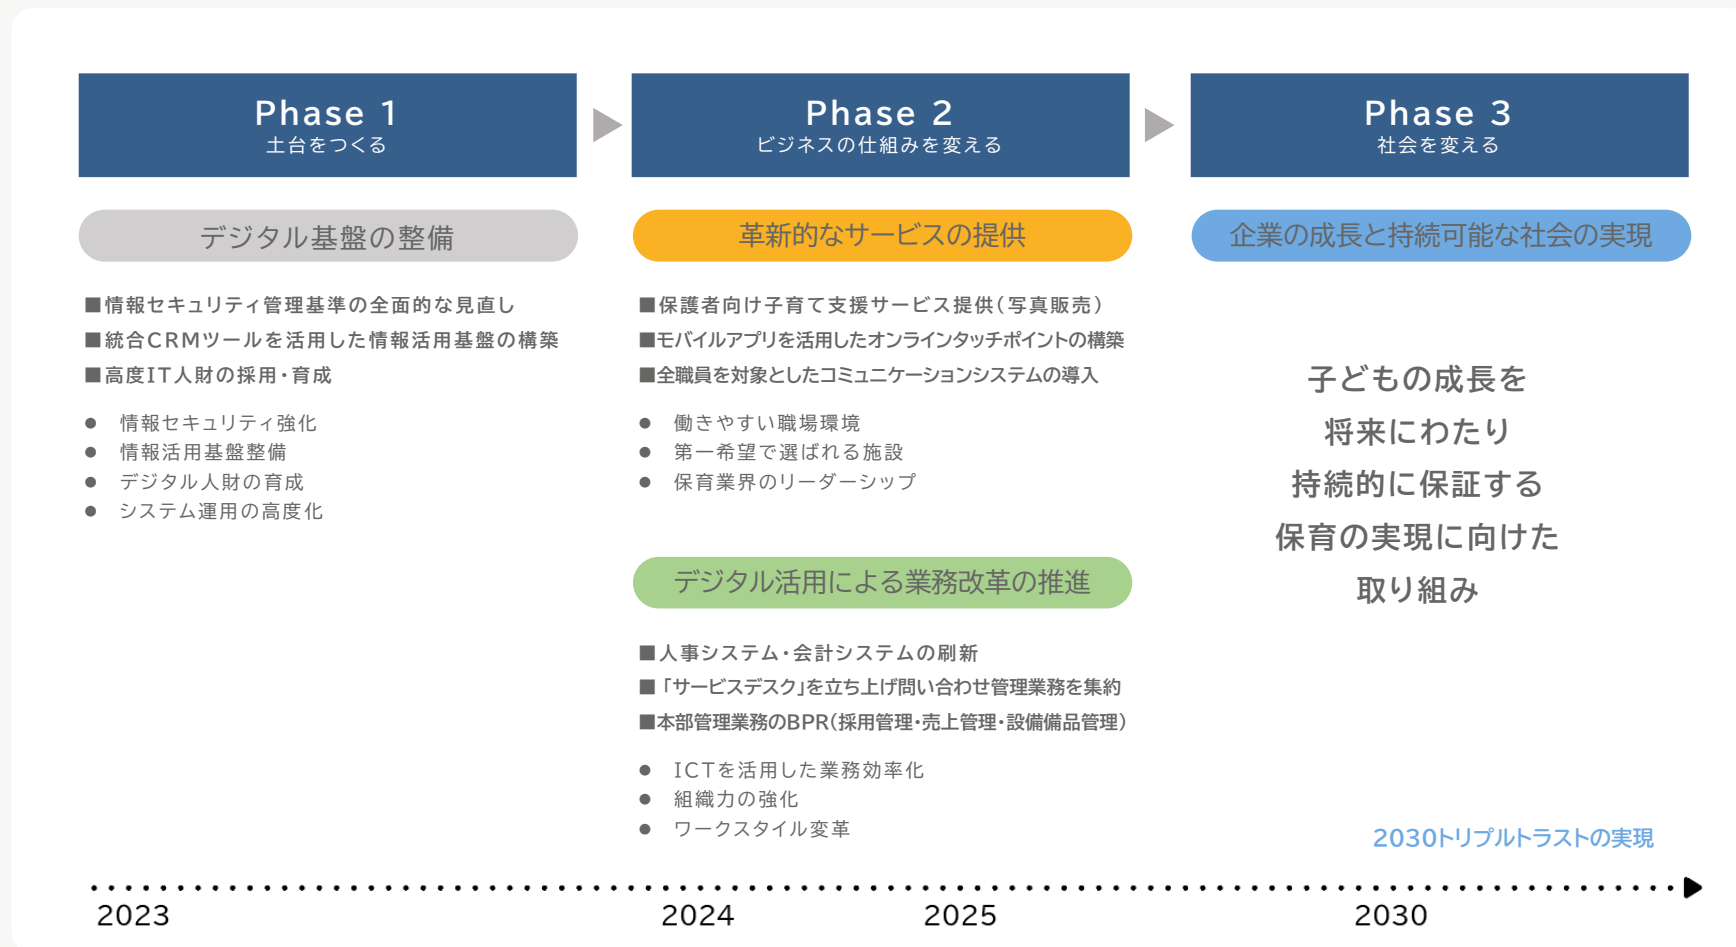 Phase 1
土台をつくる
デジタル基盤の整備
■情報セキュリティ管理基準の全面的な見直し
■統合CRMツールを活用した情報活用基盤の構築
■高度IT人財の採用・育成
● 情報セキュリティ強化
● 情報活用基盤整備
● デジタル人財の育成
● システム運用の高度化
Phase 2
ビジネスの仕組みを変える
革新的なサービスの提供
■保護者向け子育て支援サービス提供(写真販売)
■モバイルアプリを活用したオンラインタッチポイントの構築
■全職員を対象としたコミュニケーションシステムの導入
● 働きやすい職場環境
● 第一希望で選ばれる施設
● 保育業界のリーダーシップ
デジタル活用による業務改革の推進
■人事システム・会計システムの刷新
■「サービスデスク」を立ち上げ問い合わせ管理業務を集約
■本部管理業務のBPR(採用管理・売上管理・設備備品管理)
● ICTを活用した業務効率化
● 組織力の強化
● ワークスタイル変革
Phase 3
社会を変える
企業の成長と持続可能な社会の実現
子どもの成長を
将来にわたり
持続的に保証する
保育の実現に向けた
取り組み
2030トリプルトラストの実現
2023
2024
2025
2030